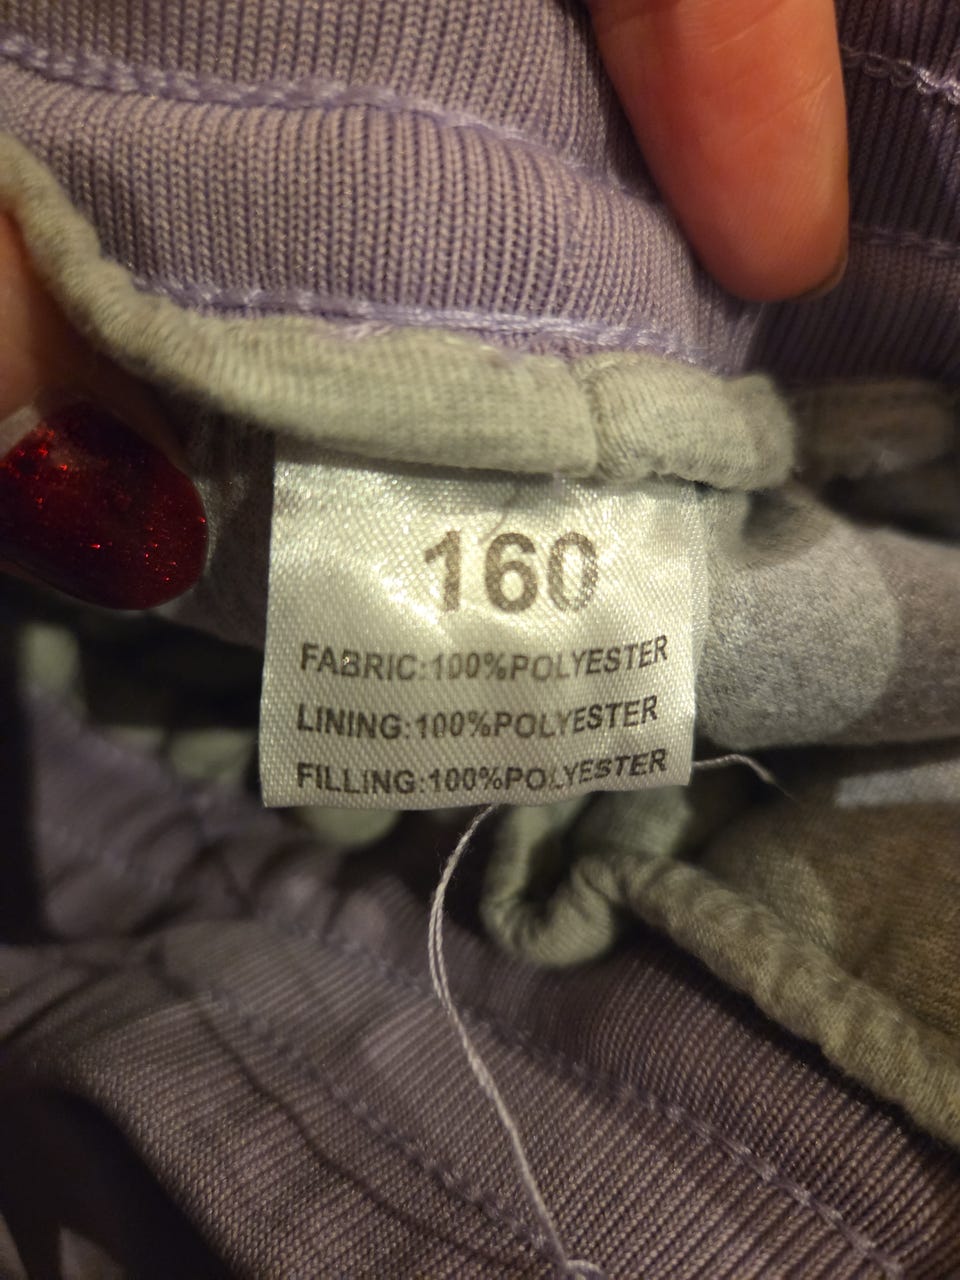 160
FABRIC:100%POLYESTER
LINING:100%POLYESTER
FILLING:100%POLYESTER